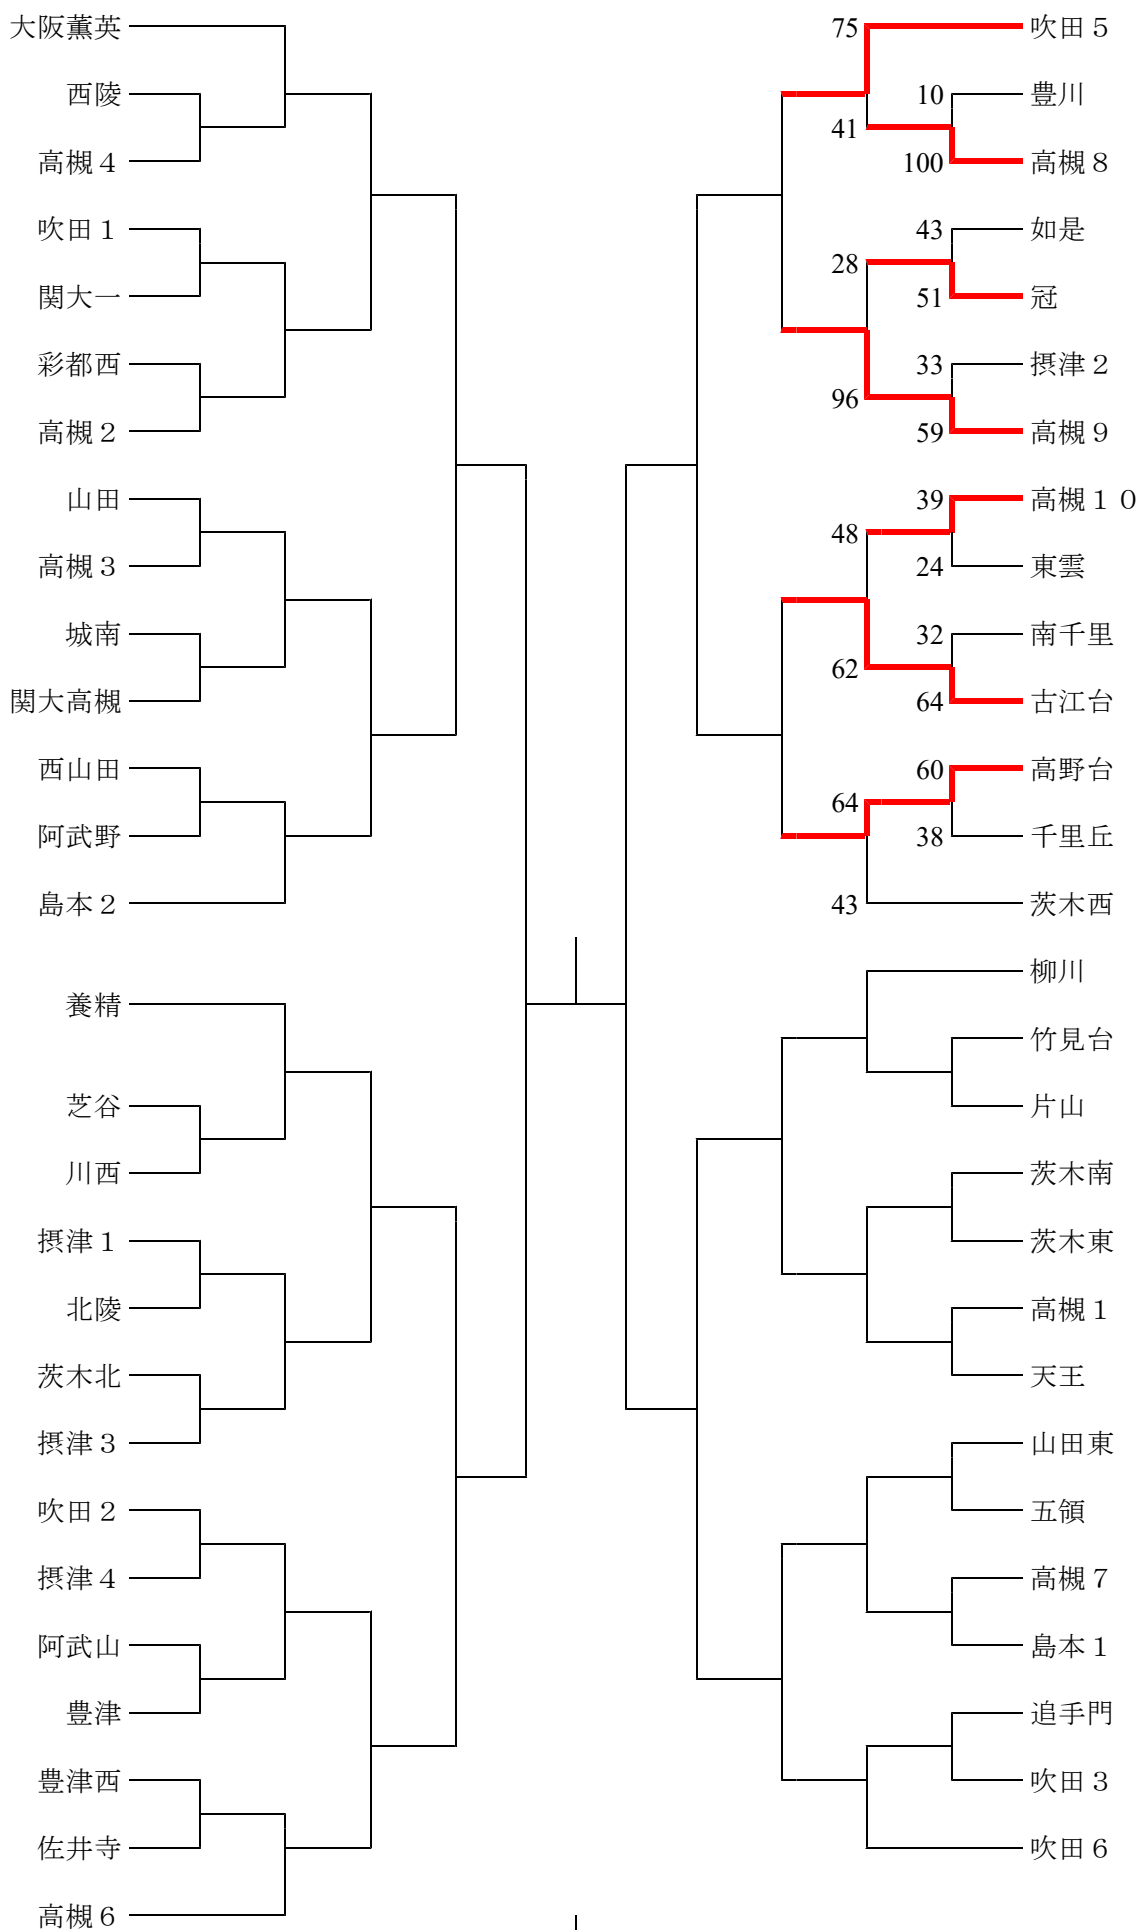 大阪薫英
西陵
高槻４
吹田１
関大一
彩都西
高槻２
山田
高槻３
城南
関大高槻
西山田
阿武野
島本２
養精
芝谷
川西
摂津１
北陵
茨木北
摂津３
吹田２
摂津４
阿武山
豊津
豊津西
佐井寺
高槻６
75 吹田５
10 豊川
41
100 高槻８
43 如是
28
51 冠
33 摂津２
96
59 高槻９
39 高槻１０
48
24 東雲
32 南千里
62
64 古江台
60 高野台
64
38 千里丘
43 茨木西
柳川
竹見台
片山
茨木南
茨木東
高槻１
天王
山田東
五領
高槻７
島本１
追手門
吹田３
吹田６